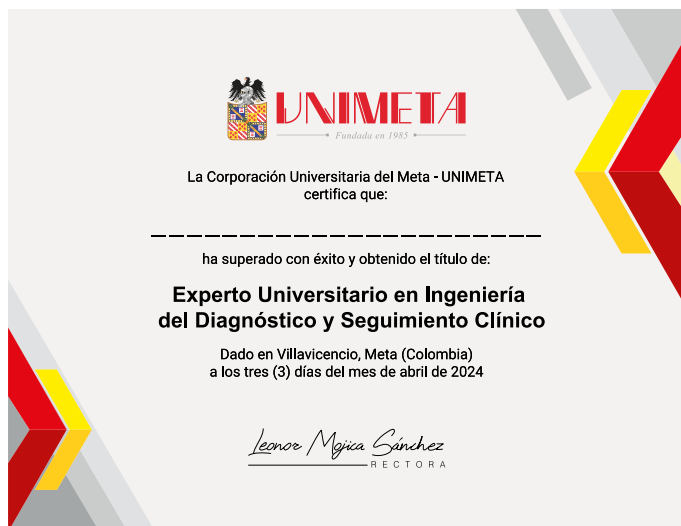 UNIMETA
Fundada en 1985
La Corporación Universitaria del Meta - UNIMETA
certifica que:
ha superado con éxito y obtenido el título de:
Experto Universitario en Ingeniería
del Diagnóstico y Seguimiento Clínico
Dado en Villavicencio, Meta (Colombia)
a los tres (3) días del mes de abril de 2024
Leonor Mojica Sánchez
RECTORA